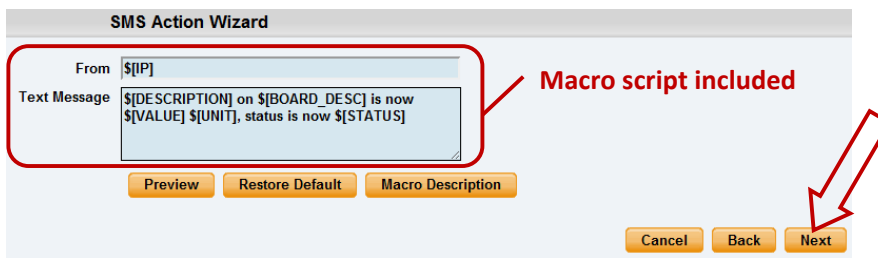 SMS Action Wizard
From $[IP]
Text Message $[DESCRIPTION] on $[BOARD_DESC] is now
$[VALUE] $[UNIT], status is now $[STATUS]
Macro script included
Preview Restore Default Macro Description
Cancel Back Next